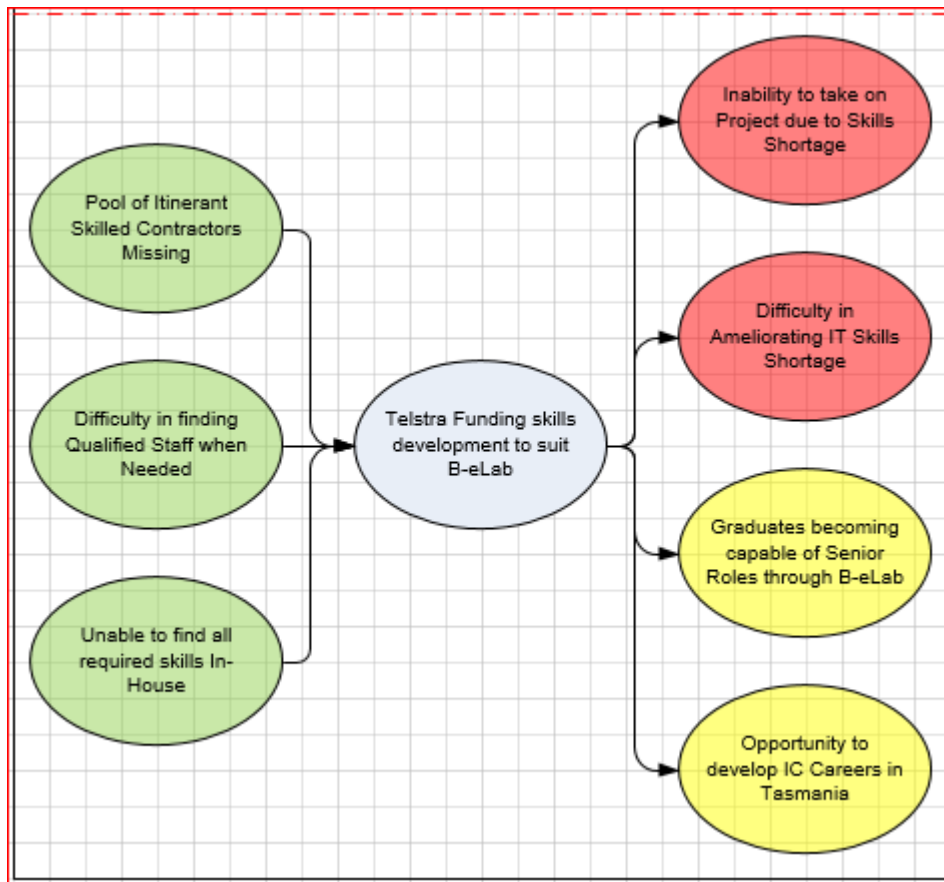 Pool of Itinerant
Skilled Contractors
Missing
Difficulty in finding
Qualified Staff when
Needed
Unable to find all
required skills In-
House
Telstra Funding skills
development to suit
B-eLab
Inability to take on
Project due to Skills
Shortage
Difficulty in
Ameliorating IT Skills
Shortage
Graduates becoming
capable of Senior
Roles through B-eLab
Opportunity to
develop IC Careers in
Tasmania